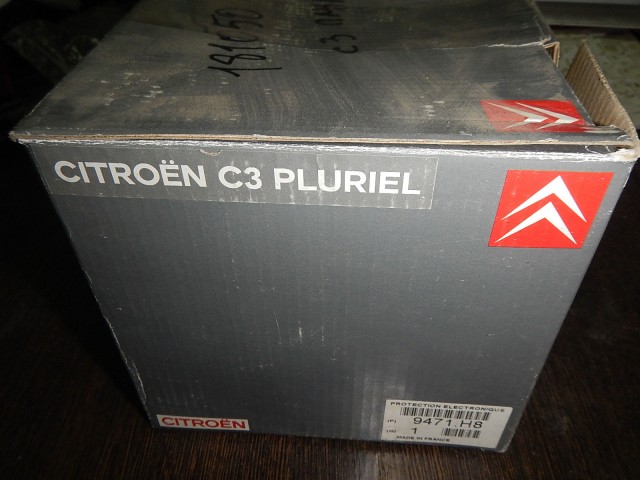 CITROËN C3 PLURIEL
CITROËN
PROTECTION ELECTRONIQUE
(P) 9471.H8
1
MADE IN FRANCE